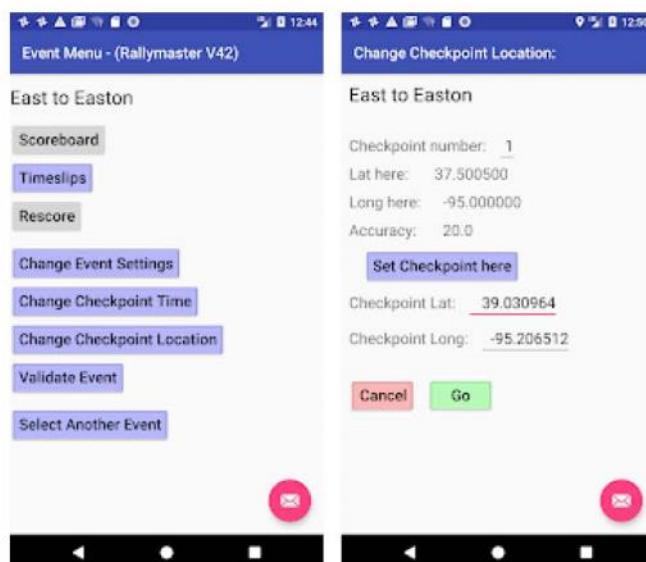 12:44
Event Menu - (Rallymaster V42)
East to Easton
Scoreboard
Timeslips
Rescore
Change Event Settings
Change Checkpoint Time
Change Checkpoint Location
Validate Event
Select Another Event
Change Checkpoint Location:
East to Easton
Checkpoint number: 1
Lat here: 37.500500
Long here: -95.000000
Accuracy: 20.0
Set Checkpoint here
Checkpoint Lat: 39.030964
Checkpoint Long: -95.206512
Cancel Go